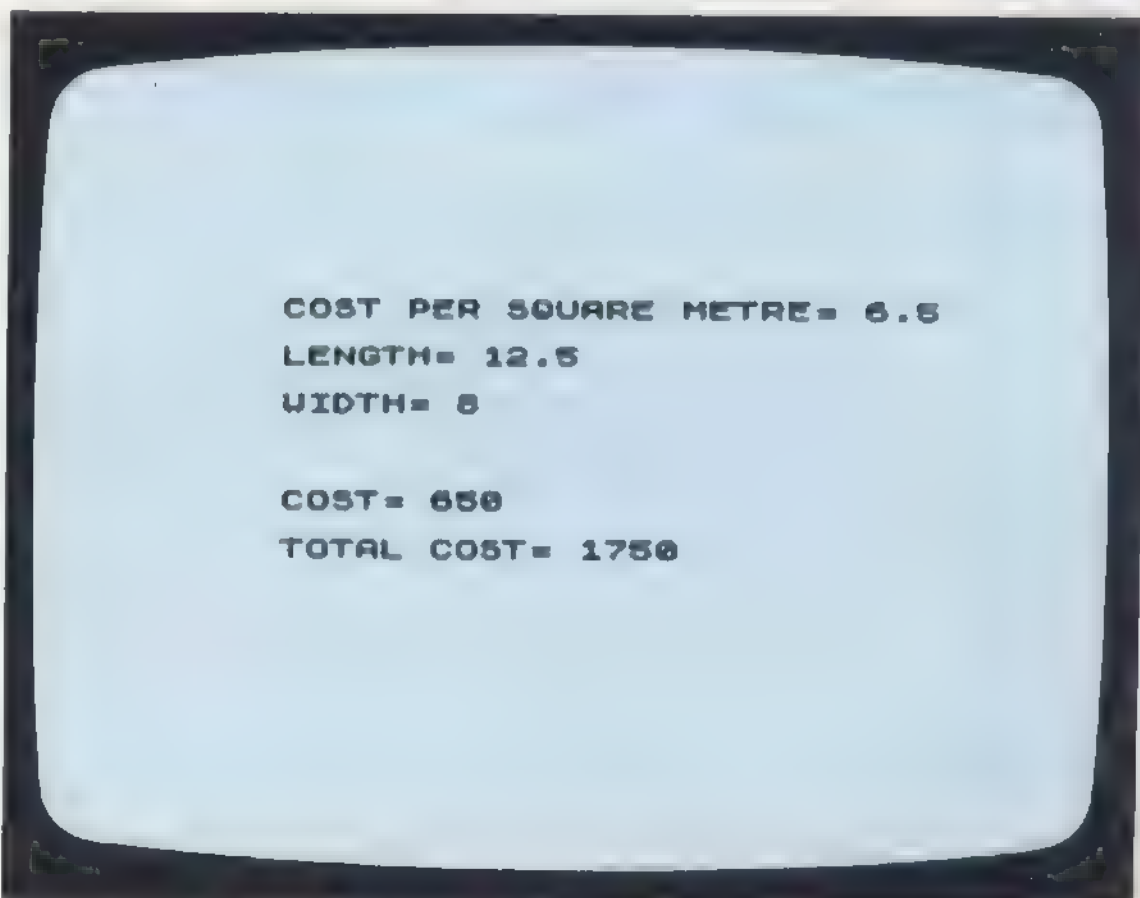 COST PER SQUARE METRE= 6.5
LENGTH= 12.5
WIDTH= 8
COST= 650
TOTAL COST= 1750